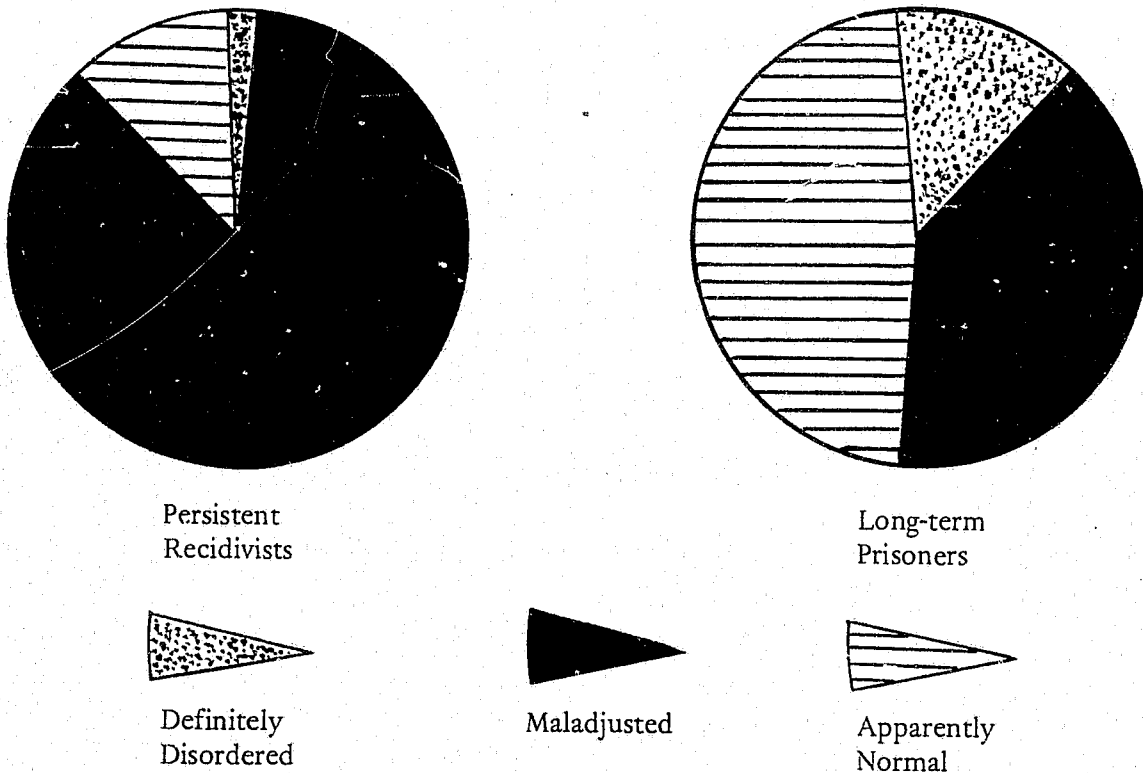 Persistent
Recidivists
Long-term
Prisoners
Definitely
Disordered
Maladjusted
Apparently
Normal